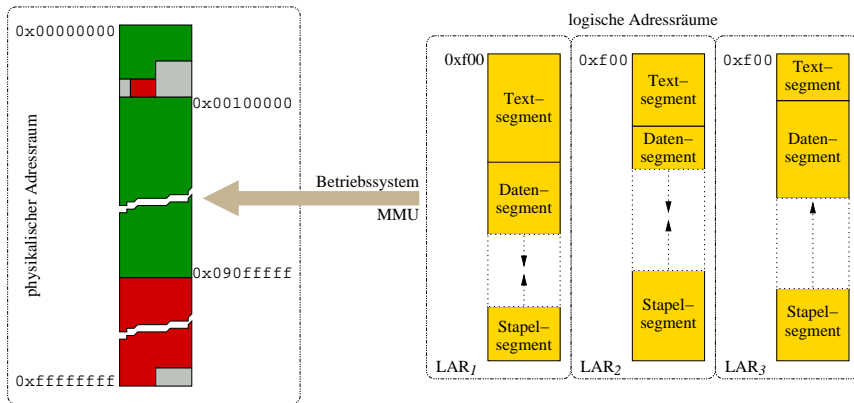 logische Adressräume
0x00000000
0x00100000
0x090fffff
0xffffffff
physikalischer Adressraum
Betriebssystem
MMU
0xf00
Text–
segment
Daten–
segment
Stapel–
segment
LAR1
0xf00
Text–
segment
Daten–
segment
Stapel–
segment
LAR2
0xf00
Text–
segment
Daten–
segment
Stapel–
segment
LAR3